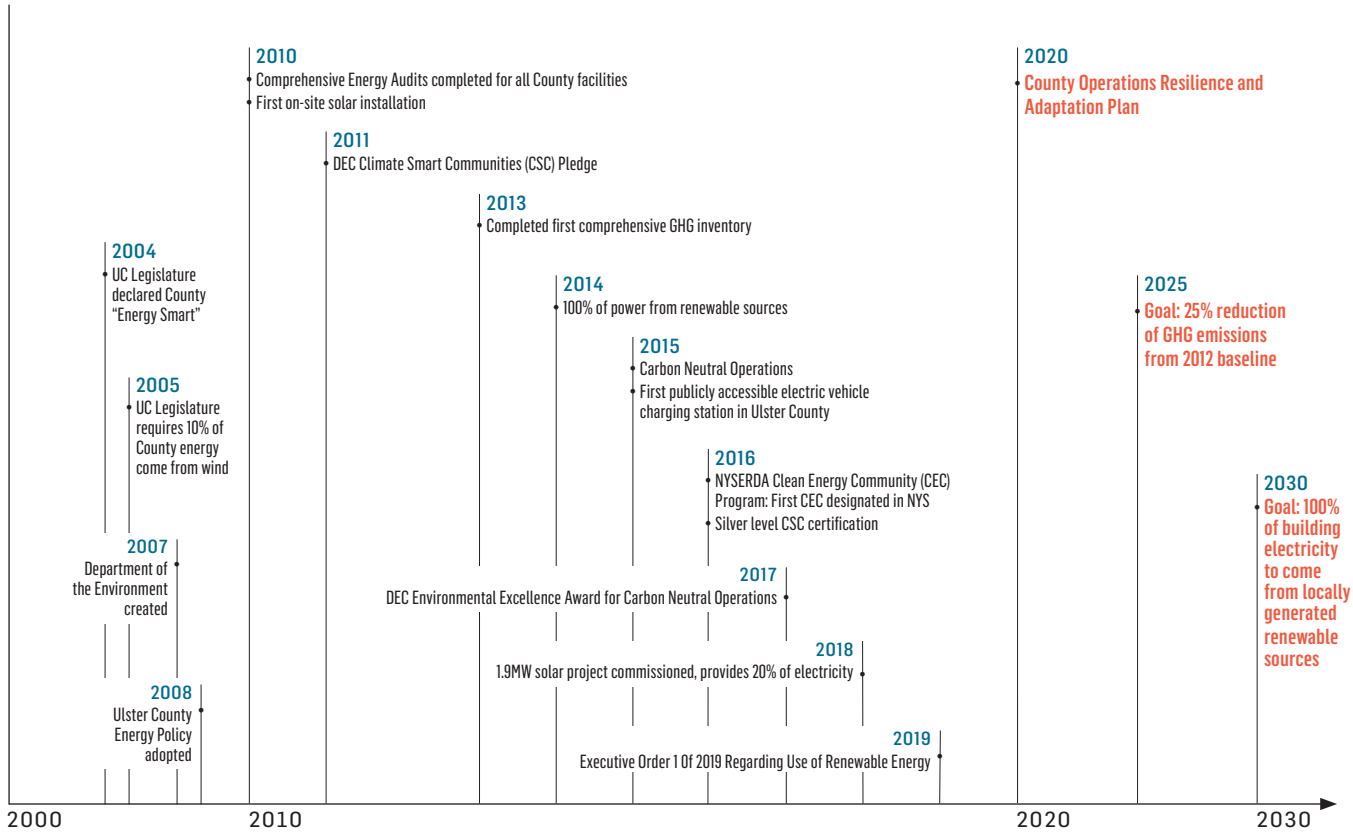 2010
Comprehensive Energy Audits completed for all County facilities
First on-site solar installation
2011
DEC Climate Smart Communities (CSC) Pledge
2013
Completed first comprehensive GHG inventory
2004
UC Legislature
declared County
“Energy Smart”
2005
UC Legislature
requires 10% of
County energy
come from wind
2007
Department of
the Environment
created
2008
Ulster County
Energy Policy
adopted
2014
100% of power from renewable sources
2015
Carbon Neutral Operations
First publicly accessible electric vehicle
charging station in Ulster County
2016
NYSERDA Clean Energy Community (CEC)
Program: First CEC designated in NYS
Silver level CSC certification
2017
DEC Environmental Excellence Award for Carbon Neutral Operations
2018
1.9MW solar project commissioned, provides 20% of electricity
2019
Executive Order 1 Of 2019 Regarding Use of Renewable Energy
2020
County Operations Resilience and
Adaptation Plan
2025
Goal: 25% reduction
of GHG emissions
from 2012 baseline
2030
Goal: 100%
of building
electricity
to come
from locally
generated
renewable
sources
2000
2010
2020
2030